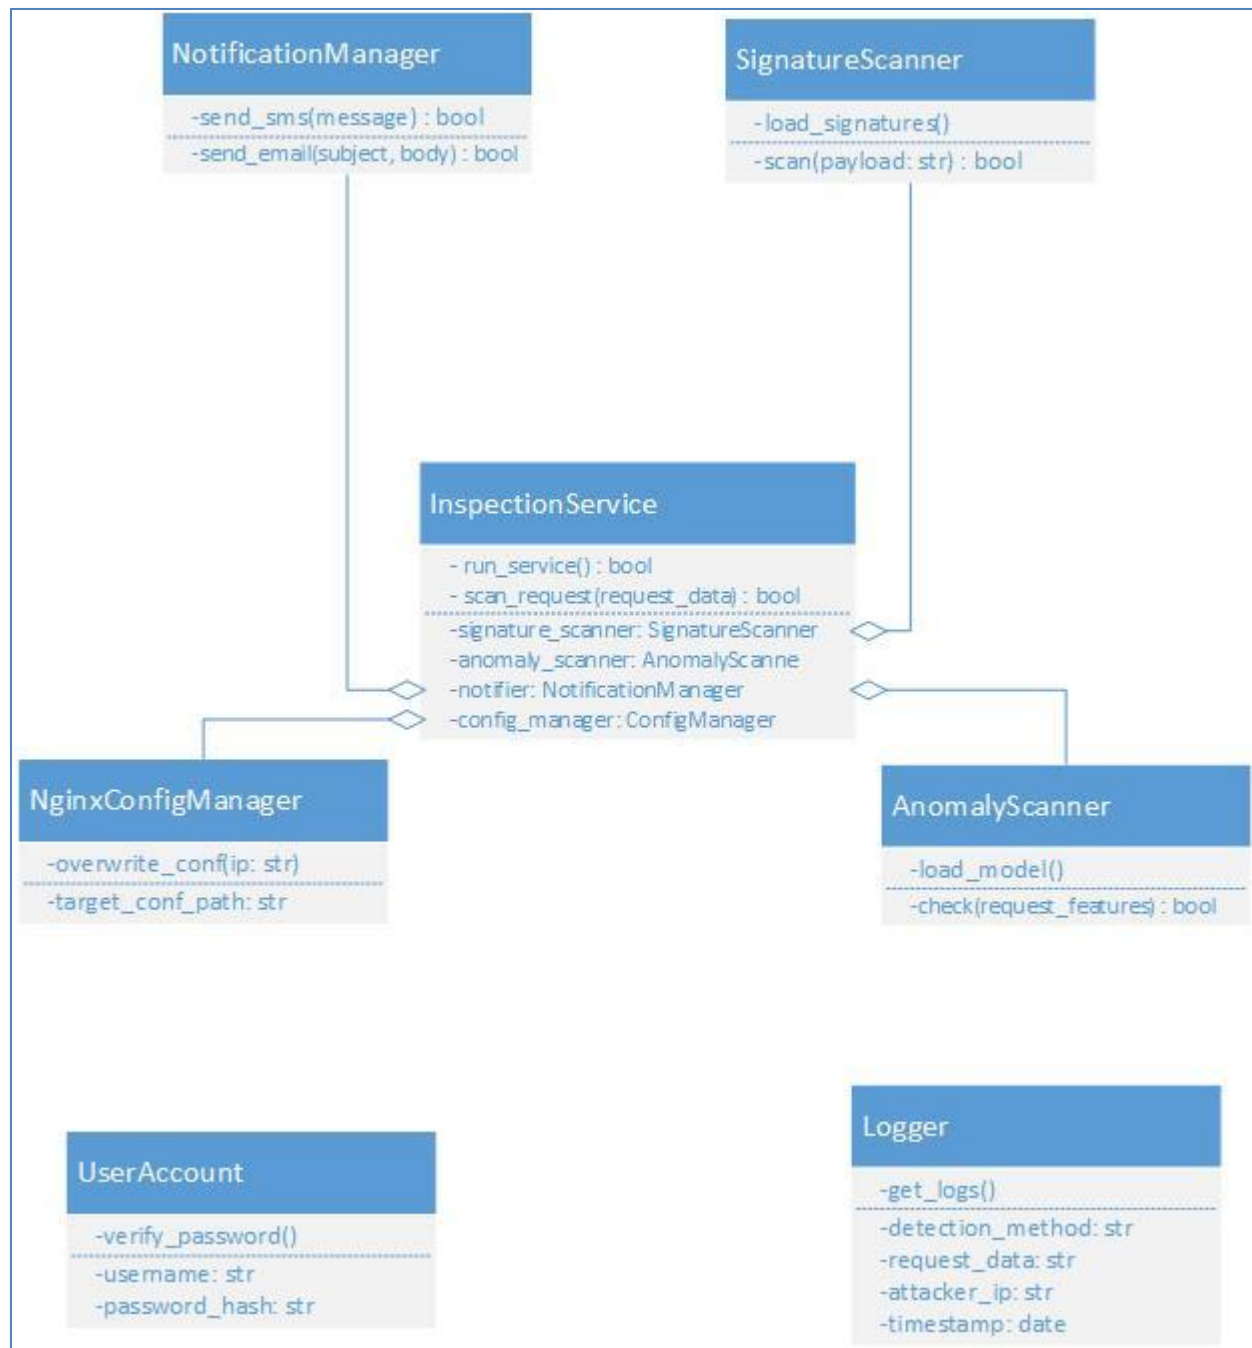 NotificationManager
-send_sms(message) : bool
-send_email(subject, body) : bool
SignatureScanner
-load_signatures()
-scan(payload: str) : bool
InspectionService
- run_service() : bool
- scan_request(request_data) : bool
-signature_scanner: SignatureScanner
-anomaly_scanner: AnomalyScanne
-notifier: NotificationManager
-config_manager: ConfigManager
NginxConfigManager
-overwrite_conf(ip: str)
-target_conf_path: str
AnomalyScanner
-load_model()
-check(request_features) : bool
UserAccount
-verify_password()
-username: str
-password_hash: str
Logger
-get_logs()
-detection_method: str
-request_data: str
-attacker_ip: str
-timestamp: date